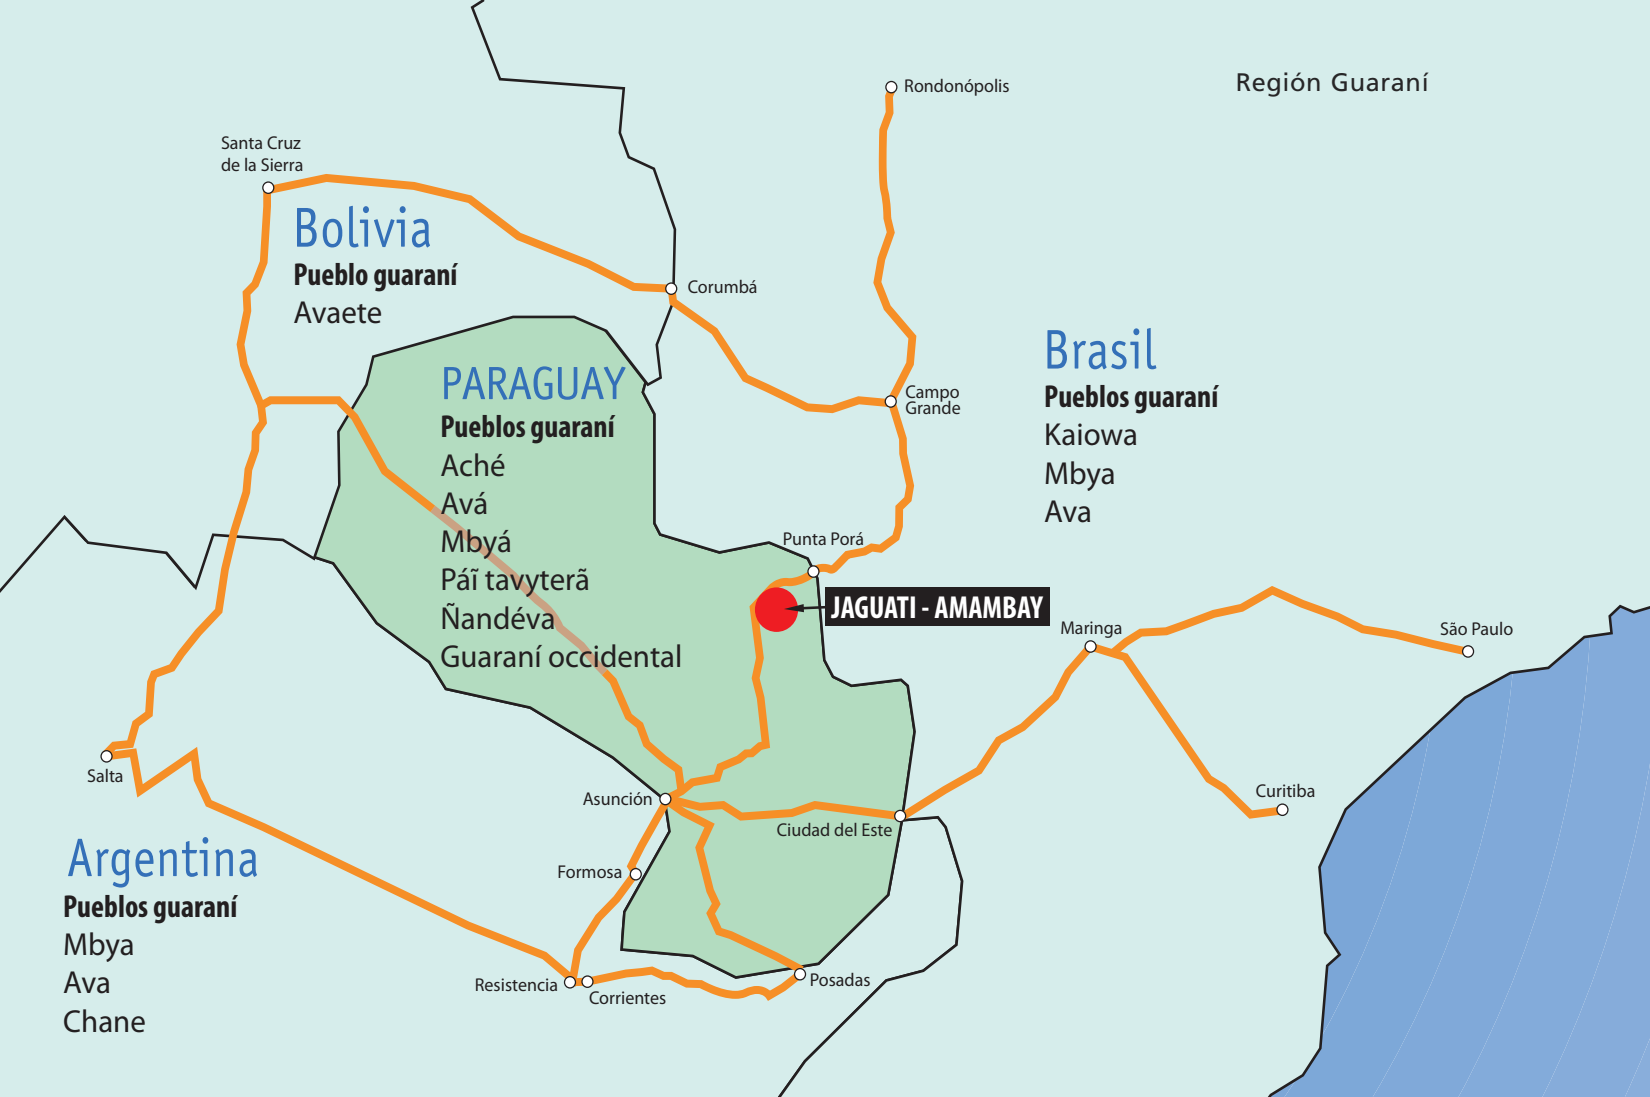 Región Guaraní
Rondonópolis
Santa Cruz
de la Sierra
Bolivia
Pueblo guaraní
Avaete
Corumbá
PARAGUAY
Pueblos guaraní
Aché
Avá
Mbyá
Páĩ tavyterã
Ñandéva
Guaraní occidental
Campo
Grande
Brasil
Pueblos guaraní
Kaiowa
Mbya
Ava
Punta Porá
JAGUATI - AMAMBAY
Maringa
São Paulo
Curitiba
Salta
Asunción
Ciudad del Este
Formosa
Argentina
Pueblos guaraní
Mbya
Ava
Chane
Resistencia
Corrientes
Posadas